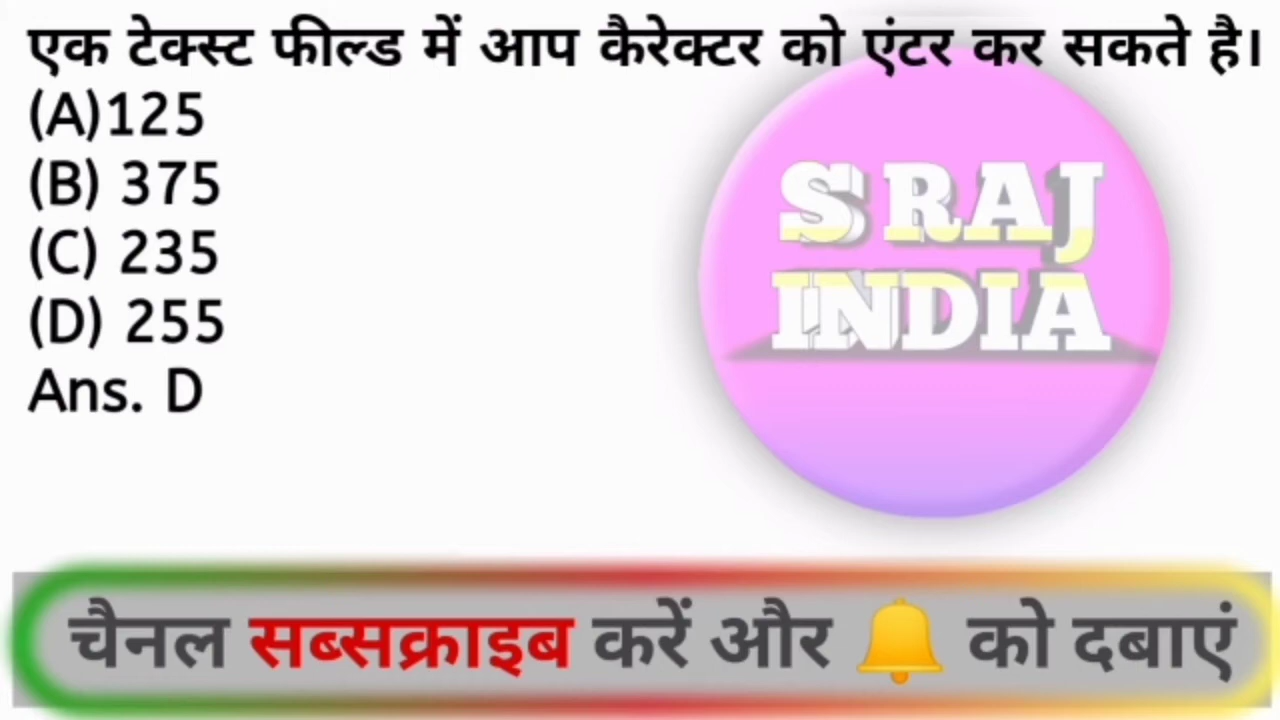 एक टेक्स्ट फील्ड में आप कैरेक्टर को एंटर कर सकते है।
(A)125
(B) 375
(C) 235
(D) 255
Ans. D
S RAJ
INDIA
चैनल सब्सक्राइब करें और 🔔 को दबाएं